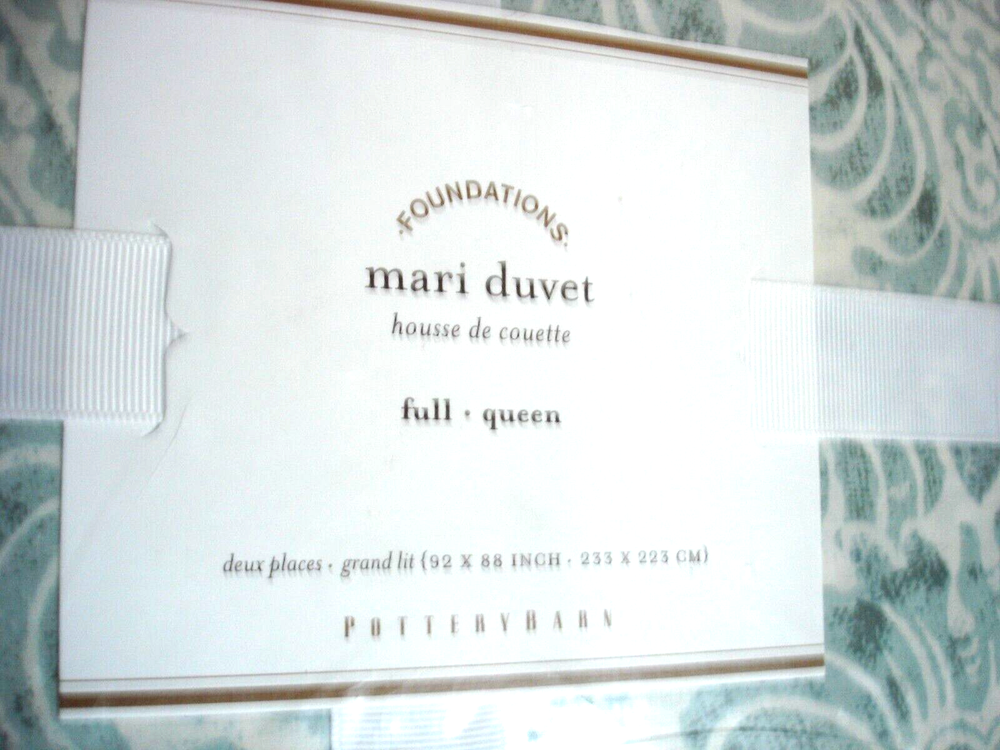 ·FOUNDATIONS·
mari duvet
housse de couette
full · queen
deux places · grand lit {92 X 88 INCH · 233 X 223 CM}
POTTERYBARN